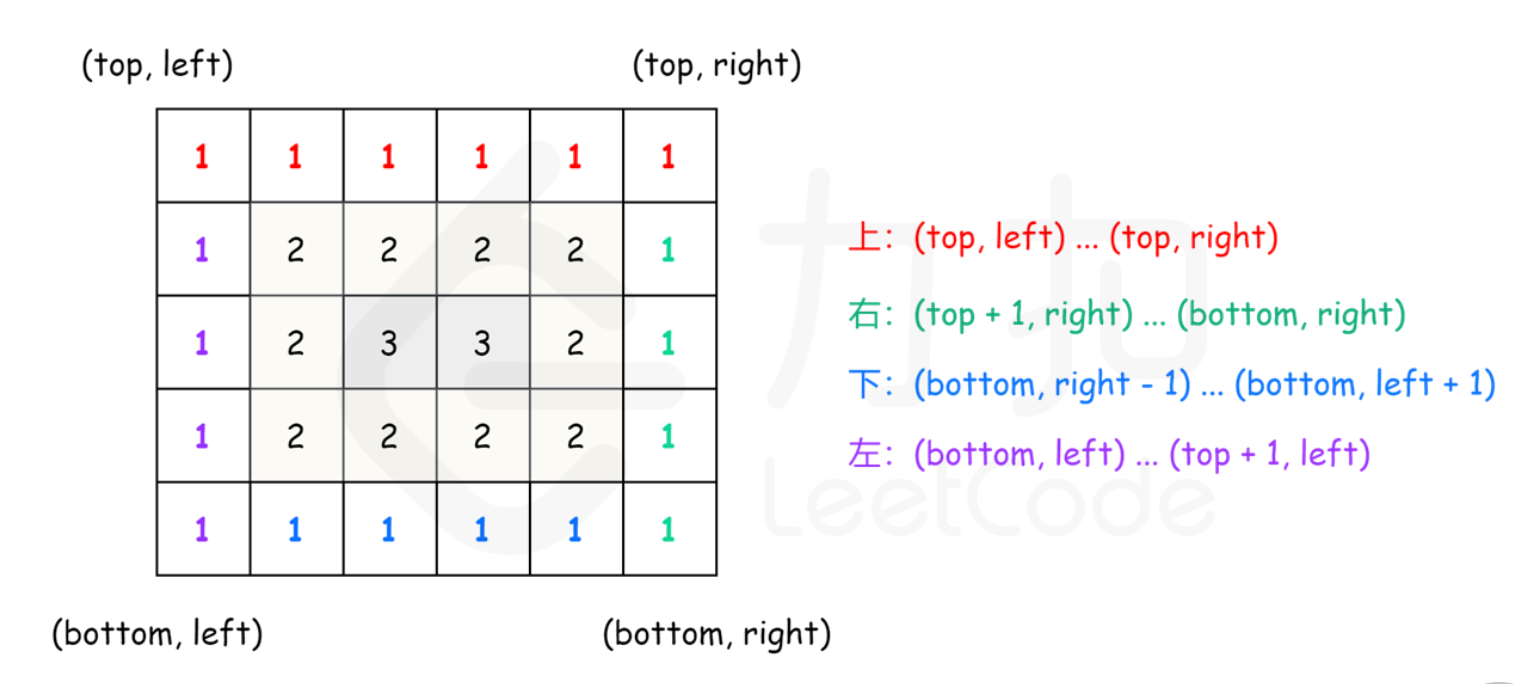 (top, left) (top, right)
1 1 1 1 1 1
1 2 2 2 2 1
1 2 3 3 2 1
1 2 2 2 2 1
1 1 1 1 1 1
(bottom, left) (bottom, right)
上：(top, left) ... (top, right)
右：(top + 1, right) ... (bottom, right)
下：(bottom, right - 1) ... (bottom, left + 1)
左：(bottom, left) ... (top + 1, left)
力扣
LeetCode